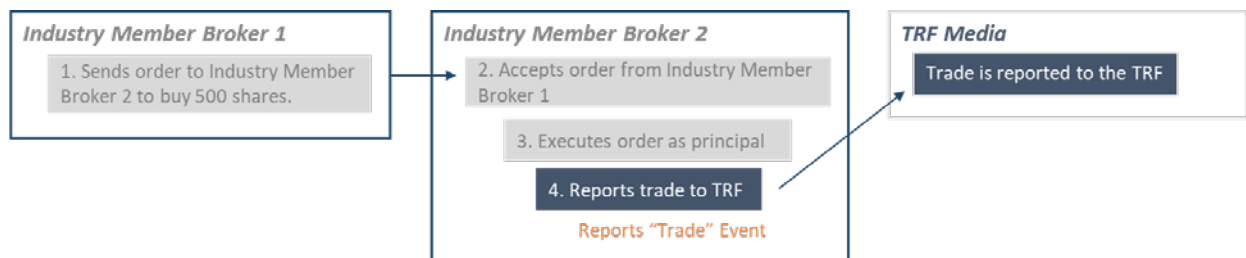 Industry Member Broker 1
1. Sends order to Industry Member
Broker 2 to buy 500 shares.
Industry Member Broker 2
2. Accepts order from Industry Member
Broker 1
3. Executes order as principal
4. Reports trade to TRF
Reports “Trade” Event
TRF Media
Trade is reported to the TRF